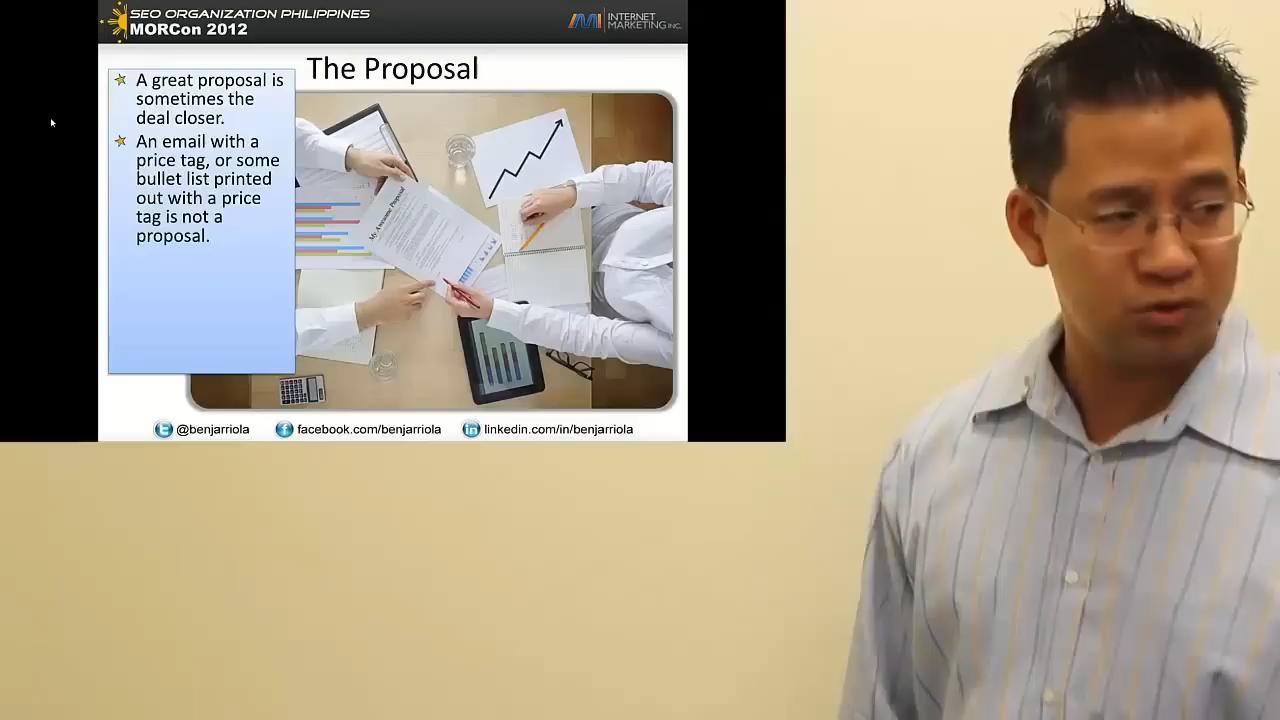 SEO ORGANIZATION PHILIPPINES
MORCon 2012
INTERNET
MARKETING INC.
The Proposal
A great proposal is
sometimes the
deal closer.
An email with a
price tag, or some
bullet list printed
out with a price
tag is not a
proposal.
My Awesome Proposal
@benjarriola
facebook.com/benjarriola
linkedin.com/in/benjarriola